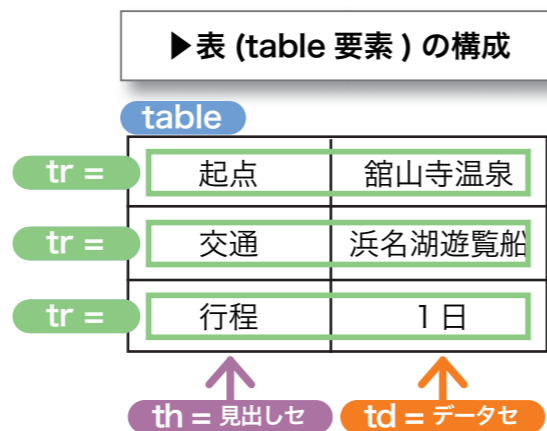 ▶表 (table 要素 ) の構成
table
tr = 起点 舘山寺温泉
tr = 交通 浜名湖遊覧船
tr = 行程 1 日
th = 見出しセ td = データセ